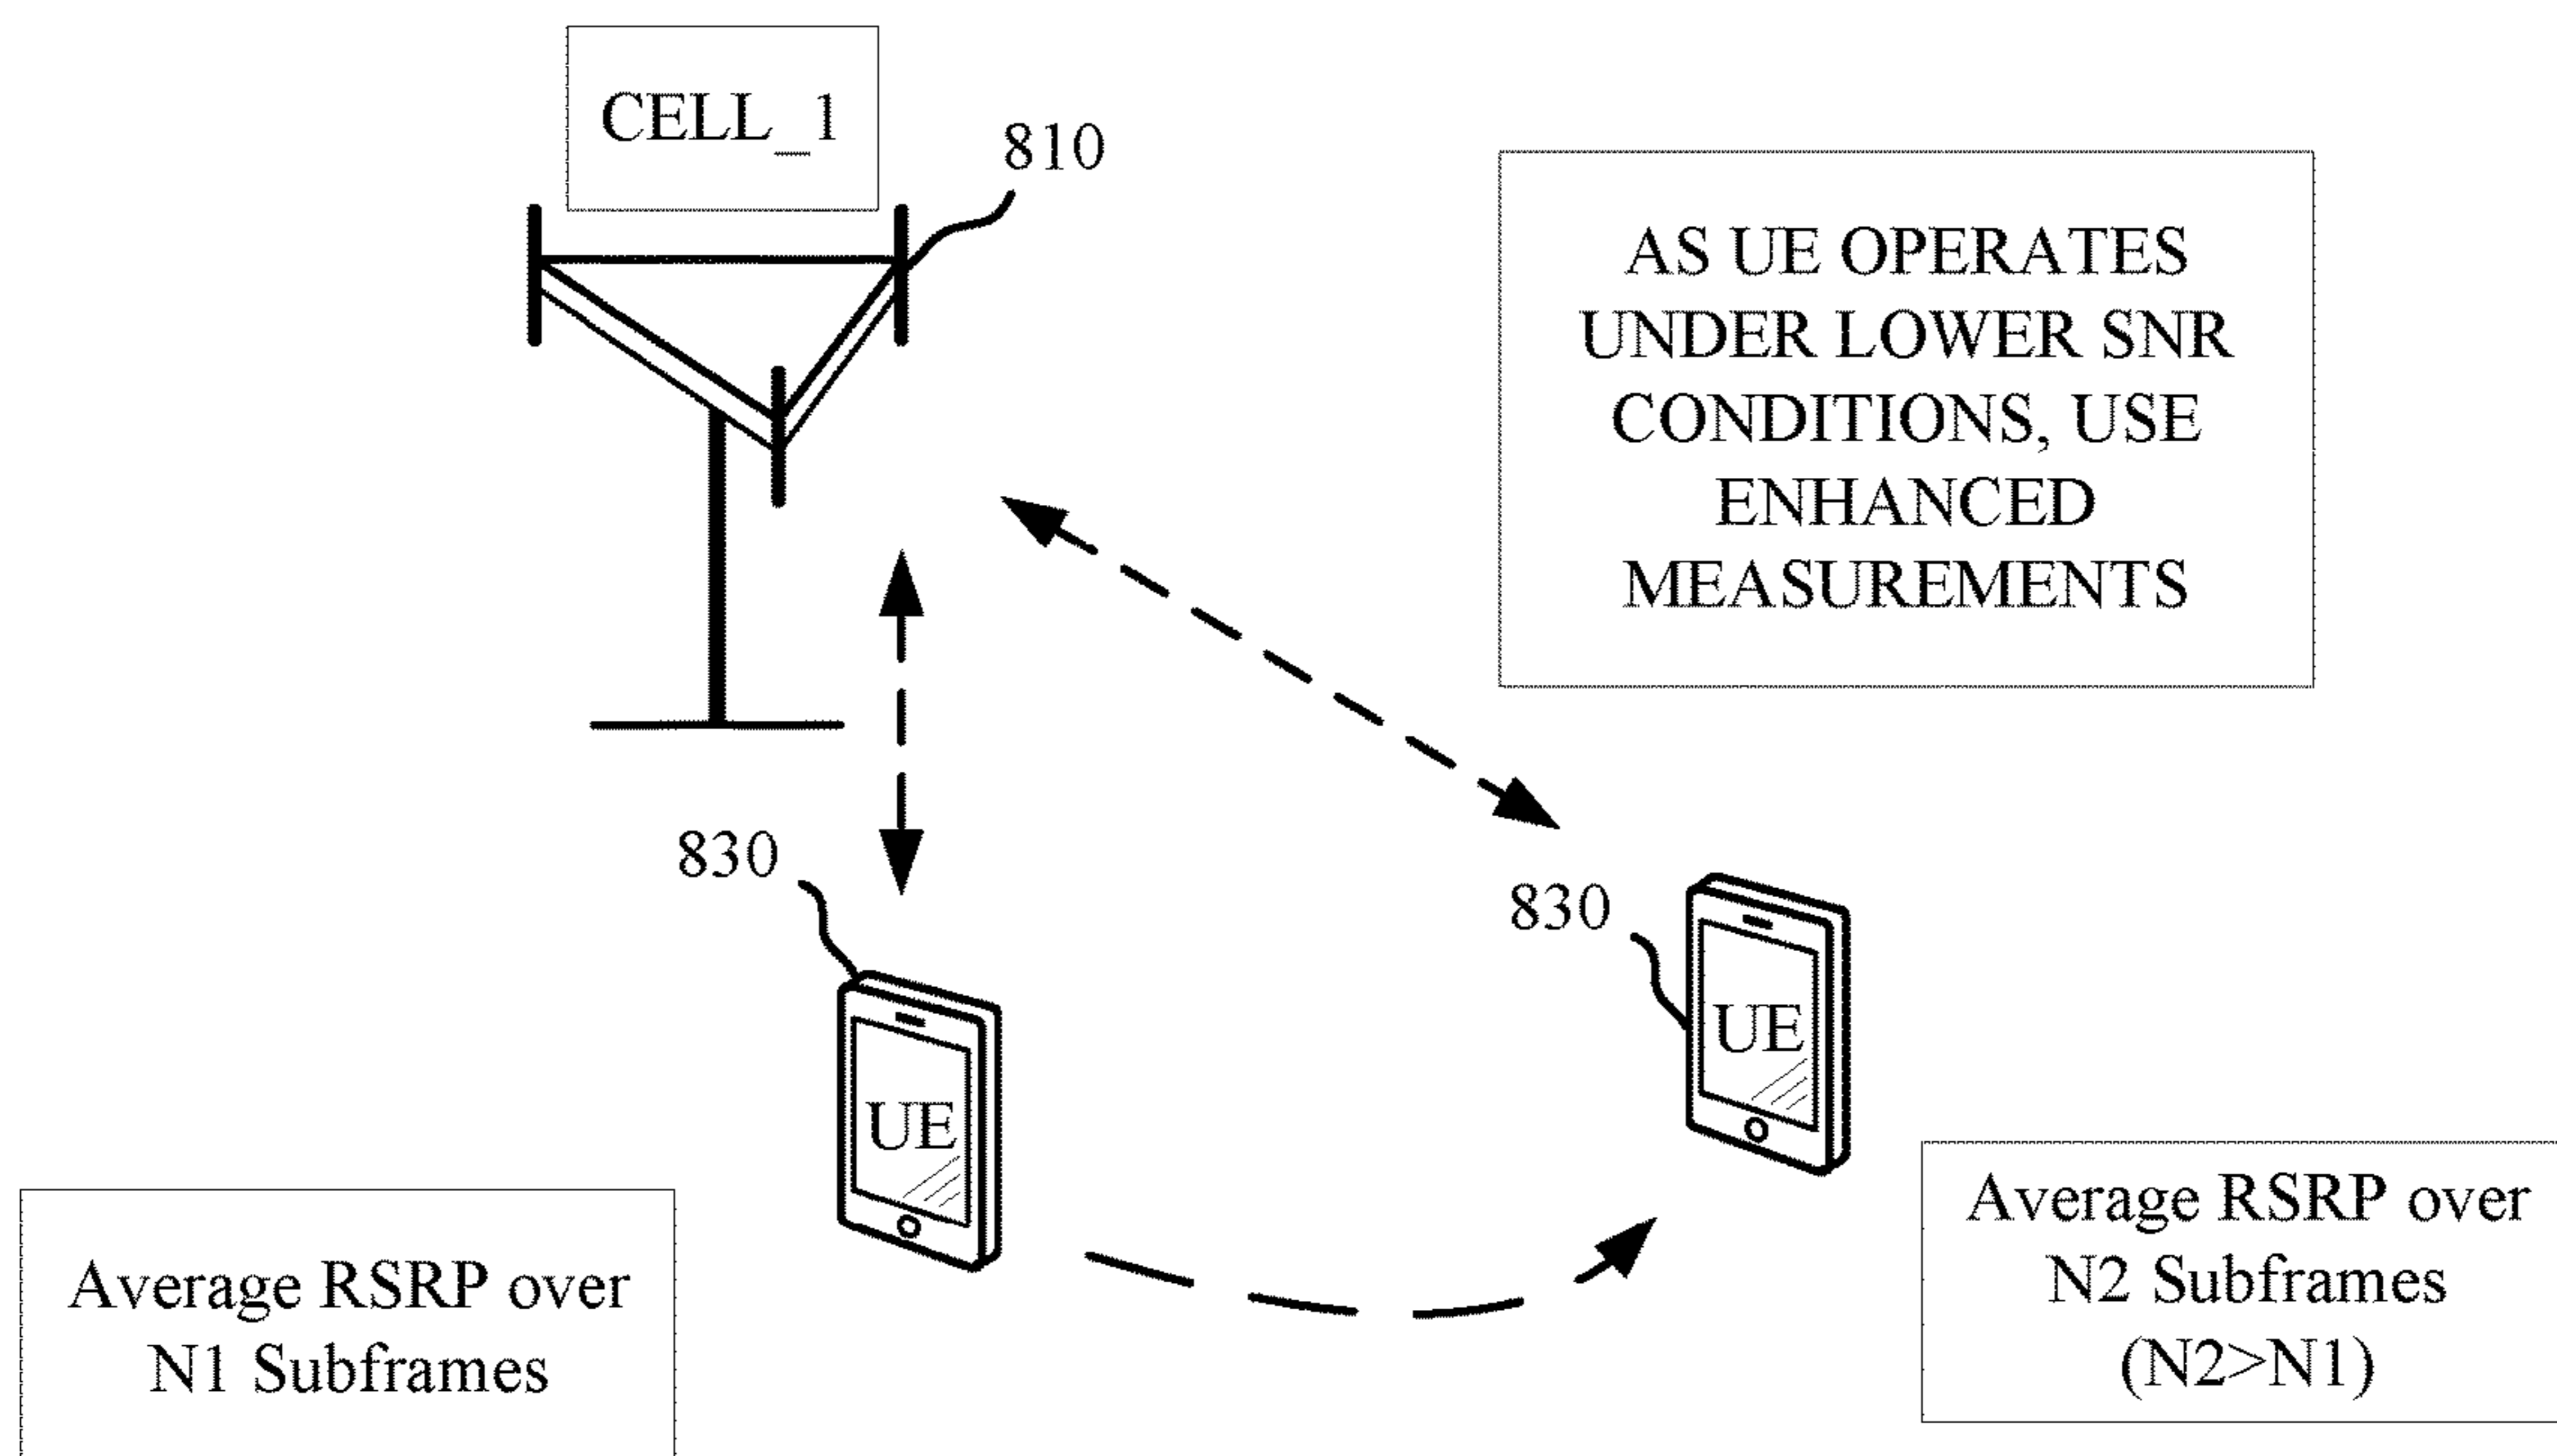 CELL_1
810
AS UE OPERATES
UNDER LOWER SNR
CONDITIONS, USE
ENHANCED
MEASUREMENTS
830
830
UE
UE
Average RSRP over
N1 Subframes
Average RSRP over
N2 Subframes
(N2>N1)